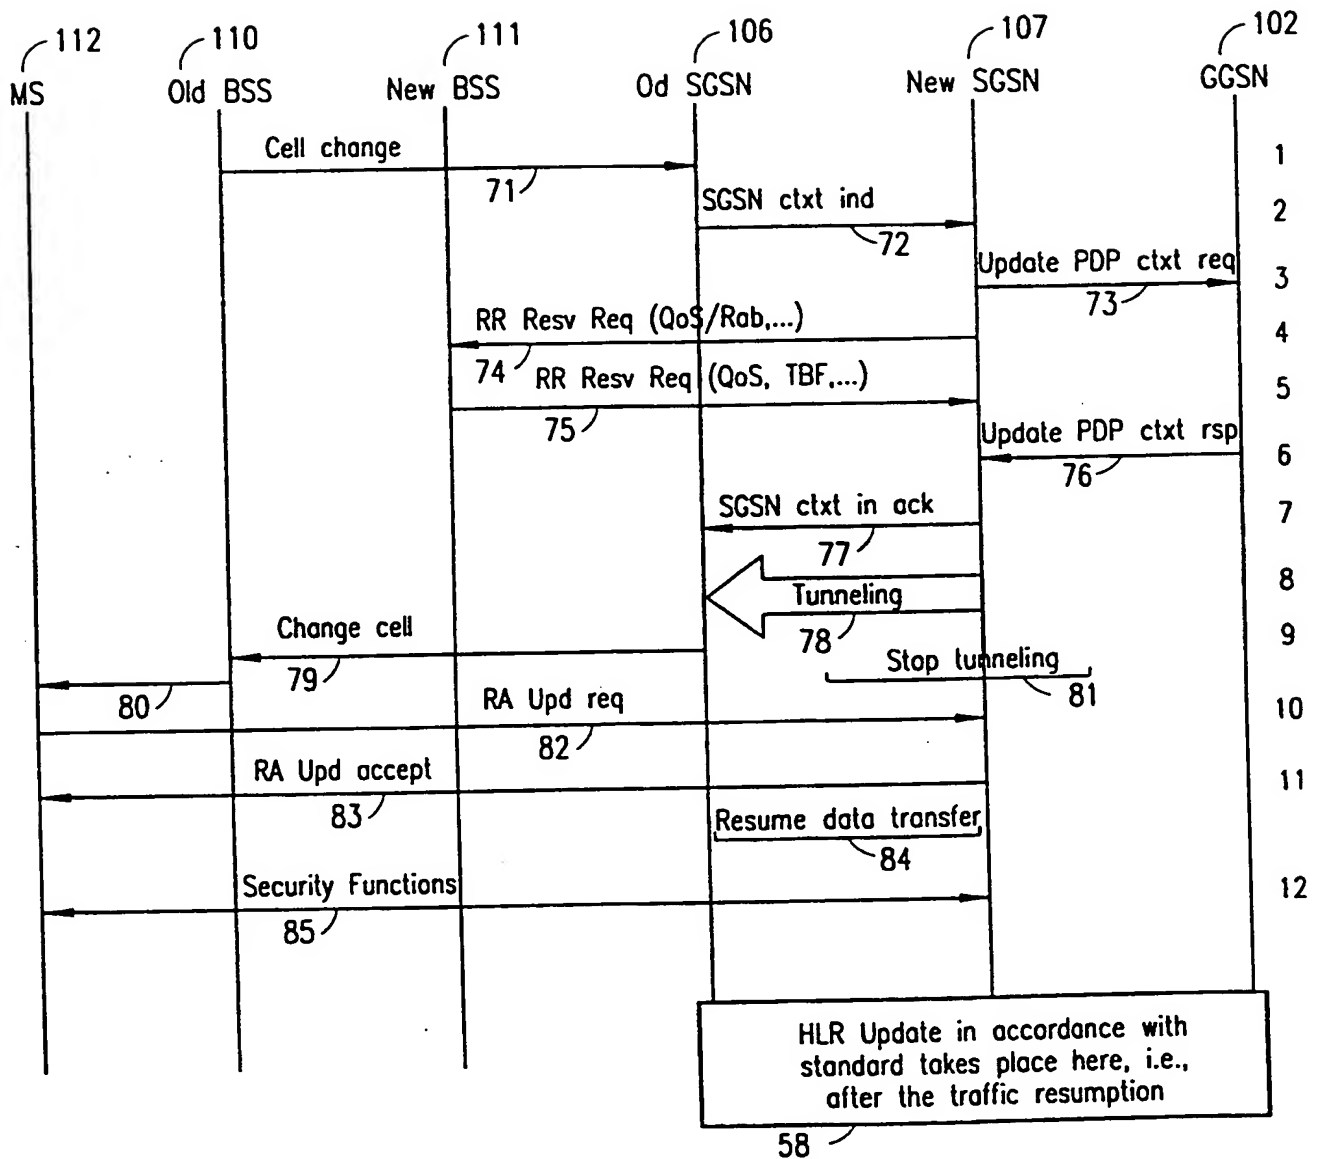 112 110 111 106 107 102
MS Old BSS New BSS Od SGSN New SGSN GGSN
Cell change 1
71
SGSN ctxt ind 2
72
Update PDP ctxt req 3
73
RR Resv Req (QoS/Rab,...) 4
74
RR Resv Req (QoS, TBF,...) 5
75
Update PDP ctxt rsp 6
76
SGSN ctxt in ack 7
77
Tunneling 8
78
Change cell 9
79
Stop tunneling
81
80
RA Upd req 10
82
RA Upd accept 11
83
Resume data transfer
84
Security Functions 12
85
HLR Update in accordance with
standard takes place here, i.e.,
after the traffic resumption
58